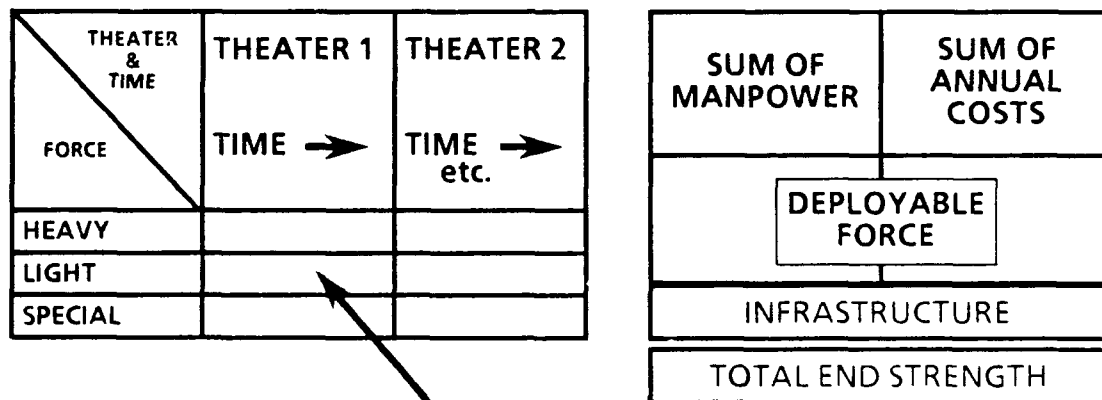 THEATER
&
TIME
FORCE
THEATER 1
TIME
THEATER 2
TIME
etc.
HEAVY
LIGHT
SPECIAL
SUM OF
MANPOWER
SUM OF
ANNUAL
COSTS
DEPLOYABLE
FORCE
INFRASTRUCTURE
TOTAL END STRENGTH